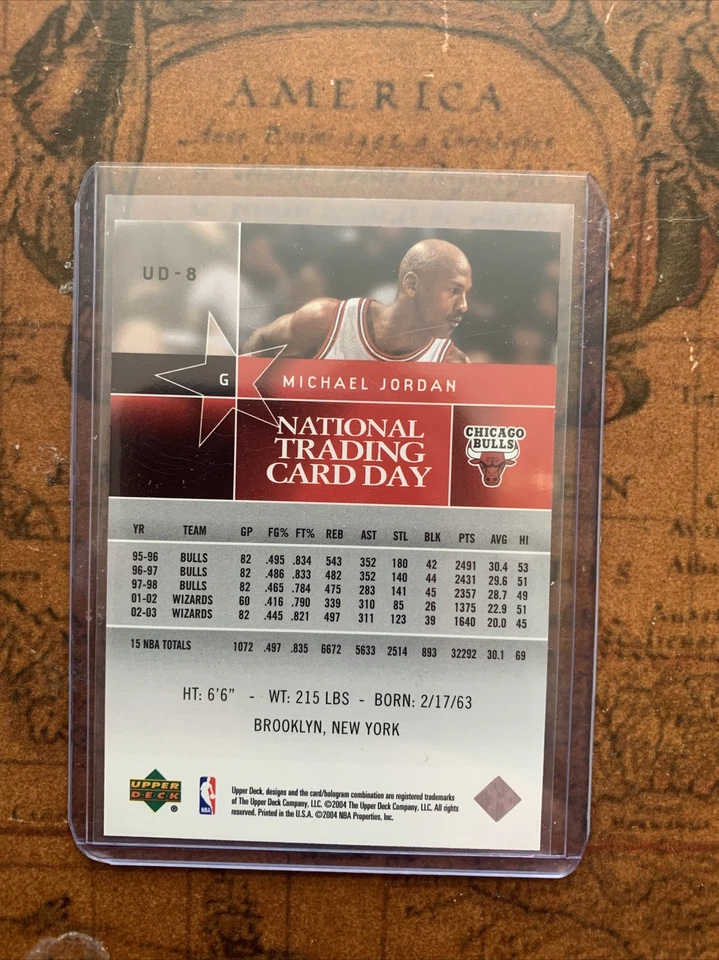 AMERICA
UD-8
G
MICHAEL JORDAN
NATIONAL
TRADING
CARD DAY
CHICAGO
BULLS
YR TEAM GP FG% FT% REB AST STL BLK PTS AVG HI
95-96 BULLS 82 .495 .834 543 352 180 42 2491 30.4 53
96-97 BULLS 82 .486 .833 482 352 140 44 2431 29.6 51
97-98 BULLS 82 .465 .784 475 283 141 45 2357 28.7 49
01-02 WIZARDS 60 .416 .790 339 310 85 26 1375 22.9 51
02-03 WIZARDS 82 .445 .821 497 311 123 39 1640 20.0 45
15 NBA TOTALS 1072 .497 .835 6672 5633 2514 893 32292 30.1 69
HT: 6'6" - WT: 215 LBS - BORN: 2/17/63
BROOKLYN, NEW YORK
UPPER
DECK
®
NBA
Upper Deck, designs and the card/hologram combination are registered trademarks
of The Upper Deck Company, LLC. ©2004 The Upper Deck Company, LLC. All rights
reserved. Printed in the U.S.A. ©2004 NBA Properties, Inc.